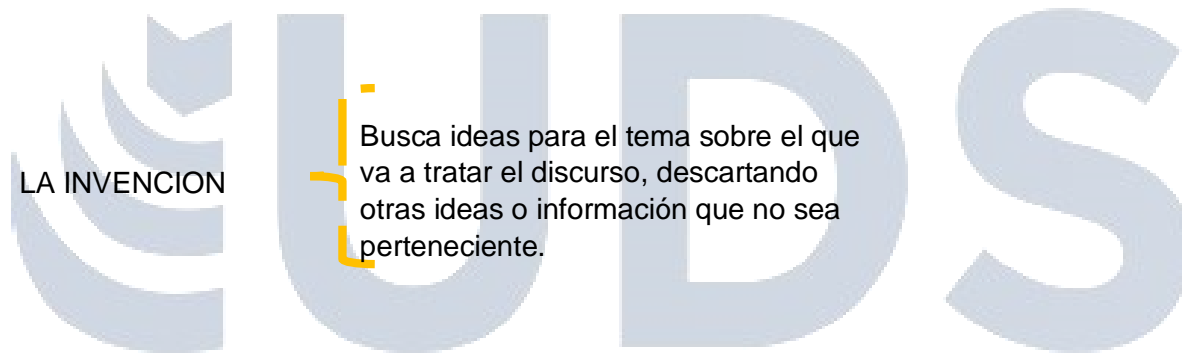 UDS
LA INVENCION
Busca ideas para el tema sobre el que
va a tratar el discurso, descartando
otras ideas o información que no sea
perteneciente.